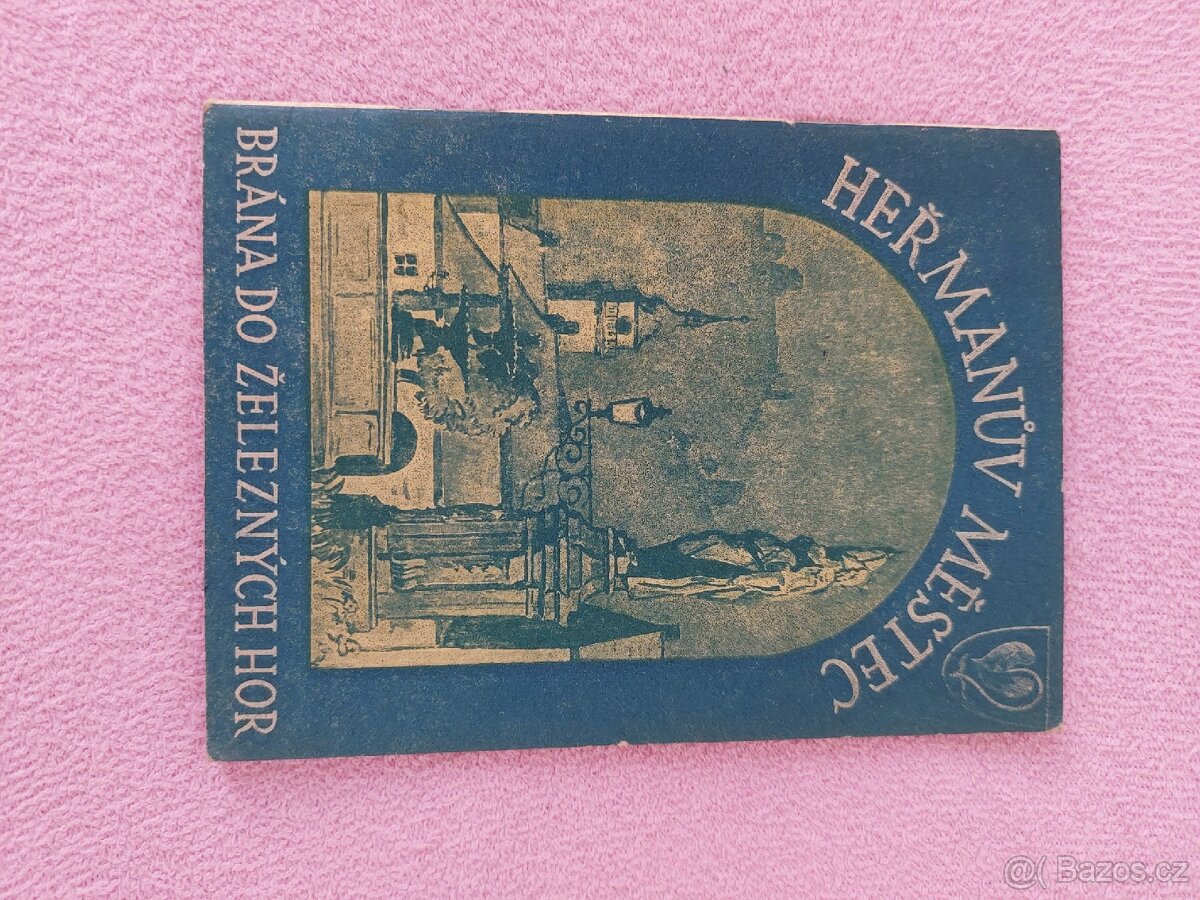 HEŘMANŮV MĚSTEC
BRÁNA DO ŽELEZNÝCH HOR
@( Bazos.cz